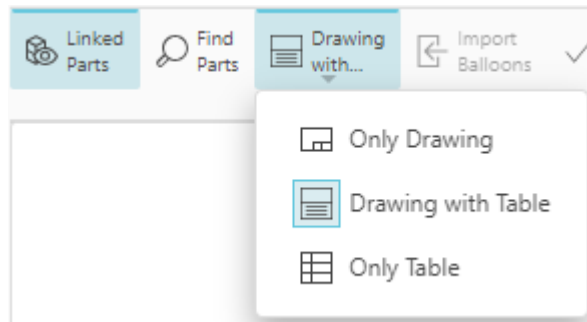 Linked
Parts
Find
Parts
Drawing
with...
Import
Balloons
Only Drawing
Drawing with Table
Only Table